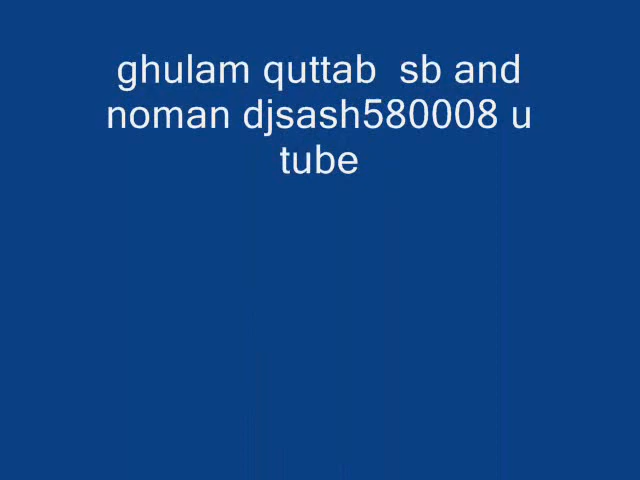 ghulam quttab  sb and
noman djsash580008 u
tube